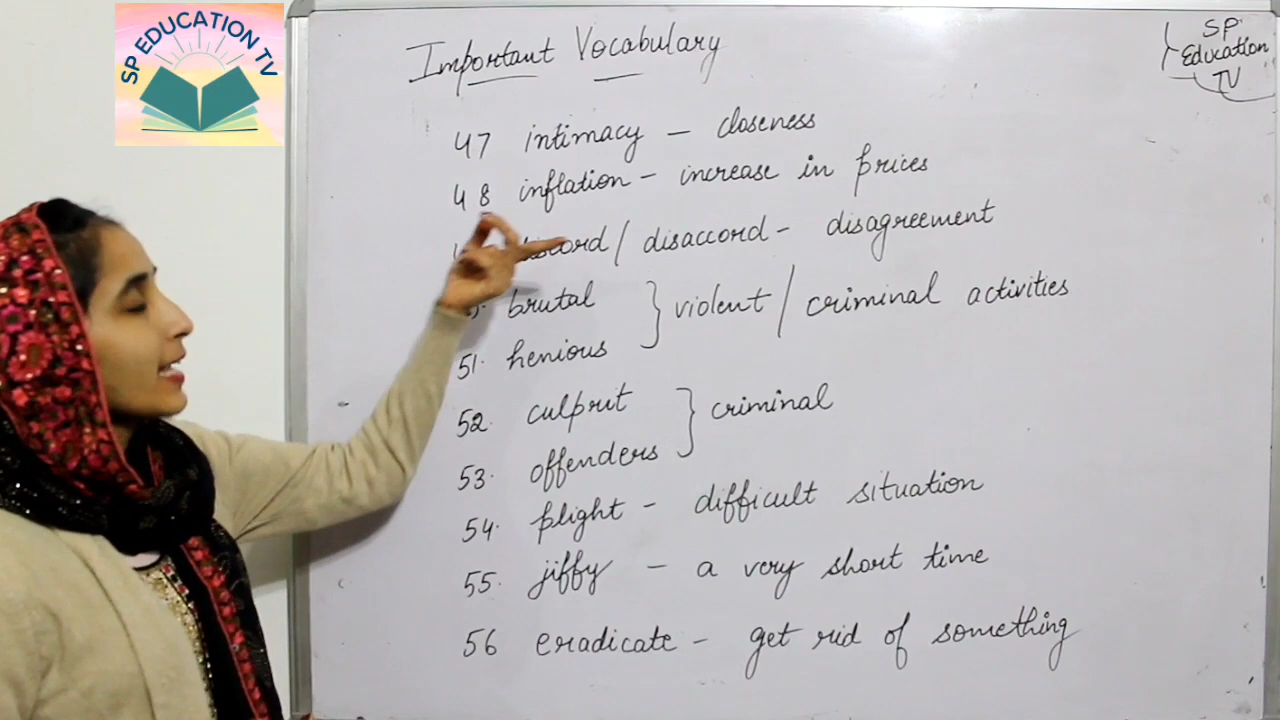 SP EDUCATION TV
SP
Education
TV
Important Vocabulary
47 intimacy - closeness
48 inflation - increase in prices
discord / disaccord - disagreement
brutal } violent / criminal activities
51. henious
52. culprit } criminal
53. offenders
54. plight - difficult situation
55. jiffy - a very short time
56 eradicate - get rid of something